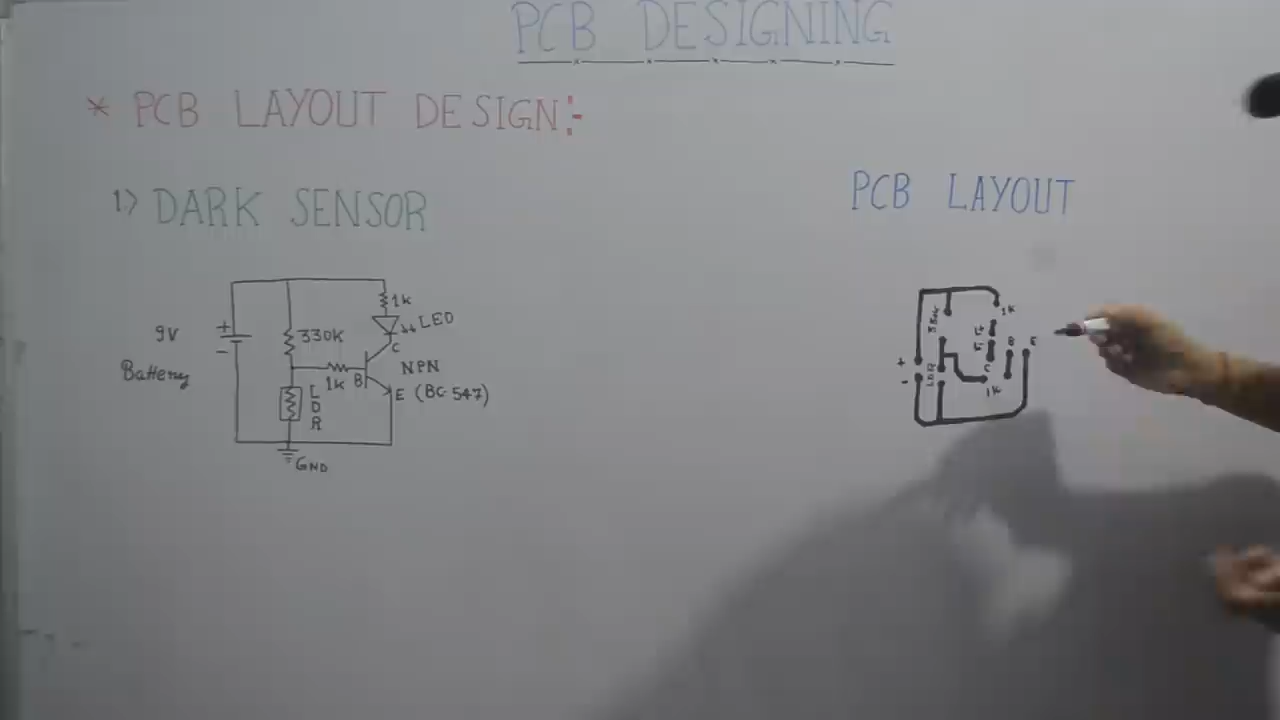 PCB DESIGNING
* PCB LAYOUT DESIGN:-
1) DARK SENSOR
PCB LAYOUT
1k
LED
9V
+
-
Battery
330k
C
NPN
1k
B
E (BC-547)
L
D
R
GND
1k
B
E
+
-
LDR
C
1k